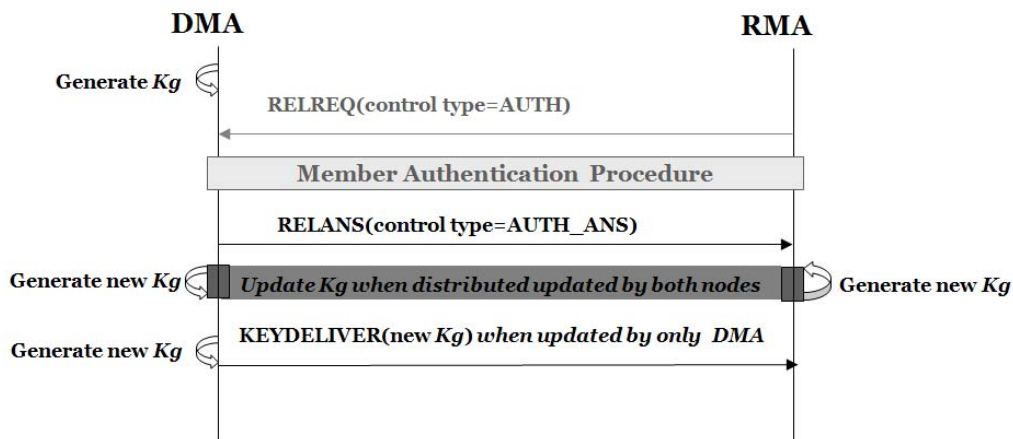 DMA
RMA
Generate Kg
RELREQ(control type=AUTH)
Member Authentication Procedure
RELANS(control type=AUTH_ANS)
Generate new Kg
Update Kg when distributed updated by both nodes
Generate new Kg
KEYDELIVER(new Kg) when updated by only DMA
Generate new Kg